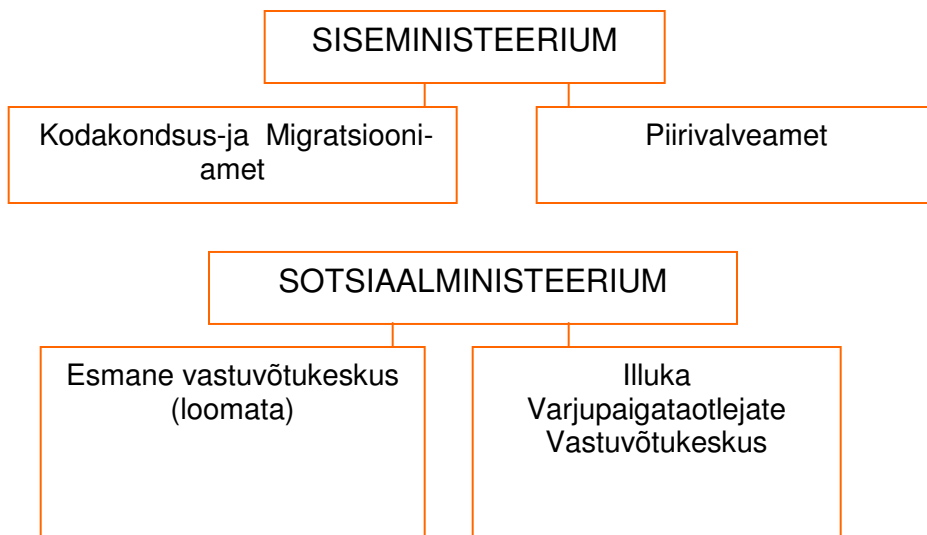 SISEMINISTEERIUM
Kodakondsus-ja Migratsiooni-
amet
Piirivalveamet
SOTSIAALMINISTEERIUM
Esmane vastuvõtukeskus
(loomata)
Illuka
Varjupaigataotlejate
Vastuvõtukeskus